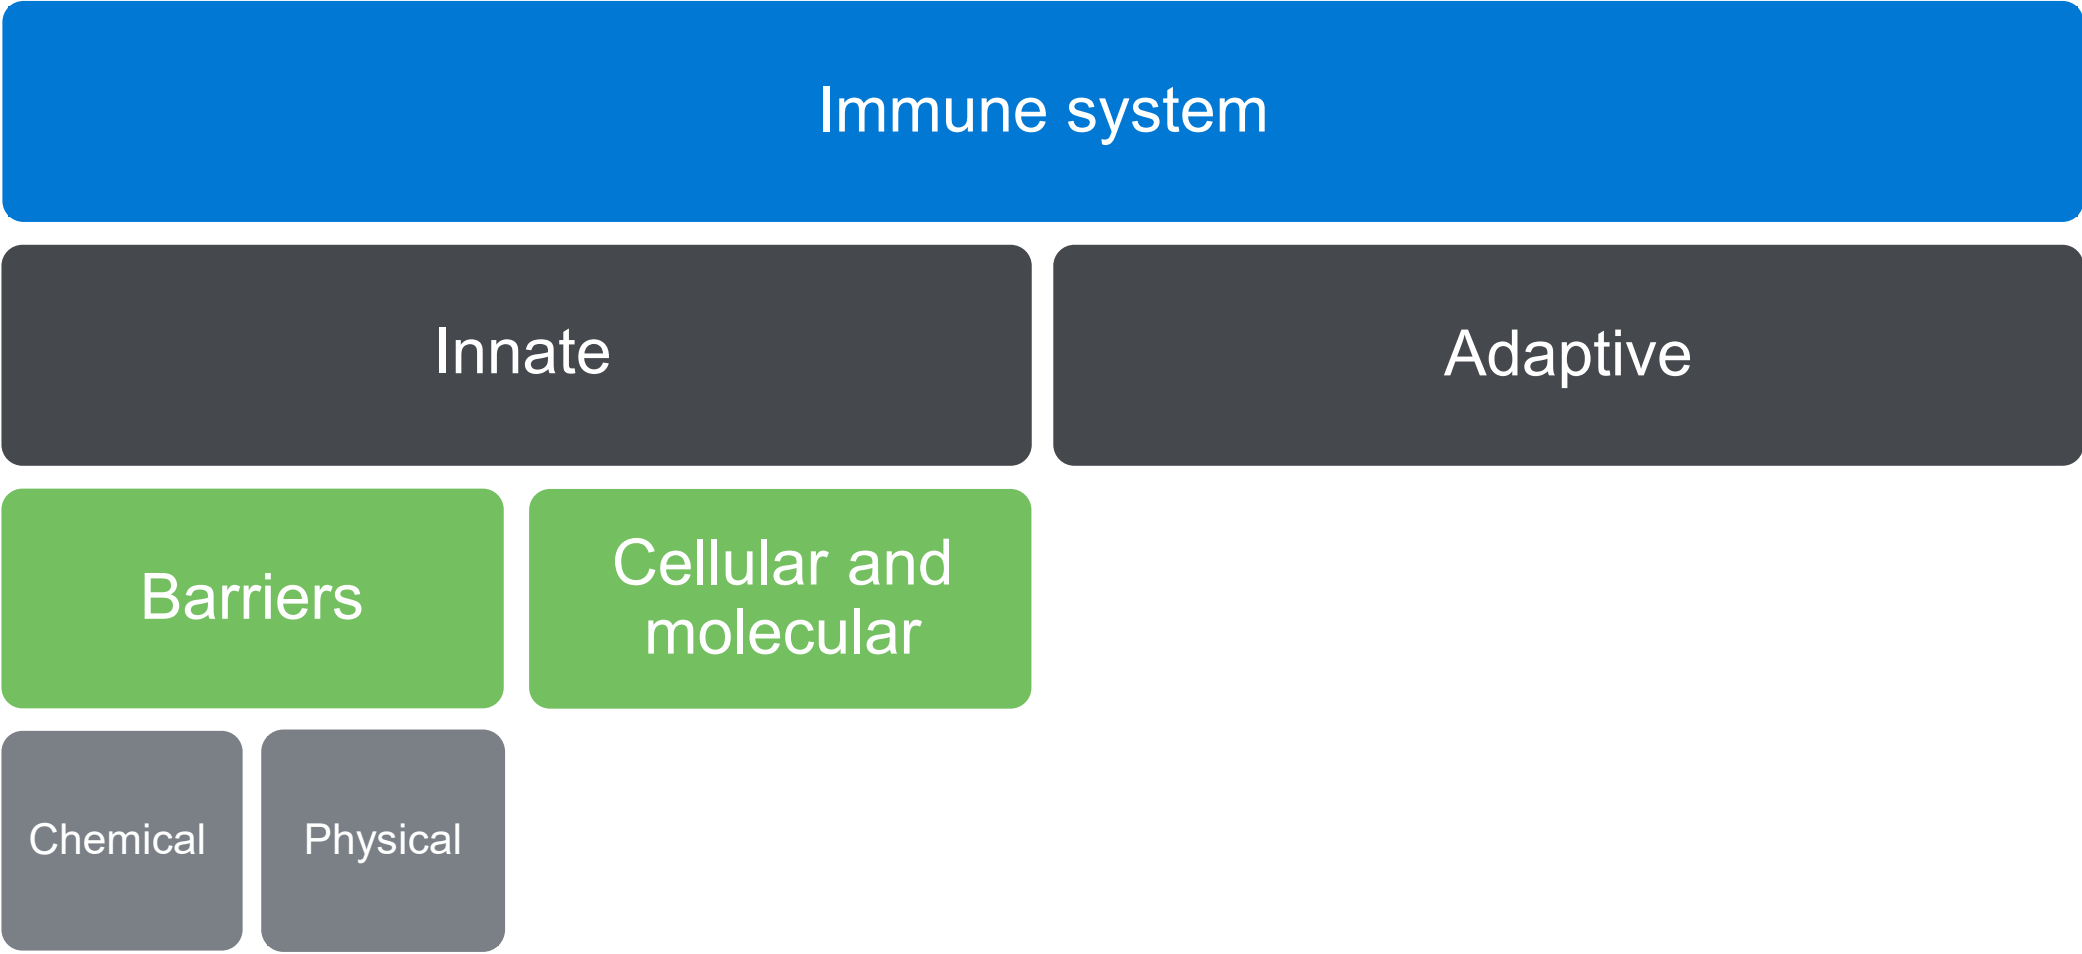 Immune system
Innate
Adaptive
Barriers
Cellular and
molecular
Chemical
Physical